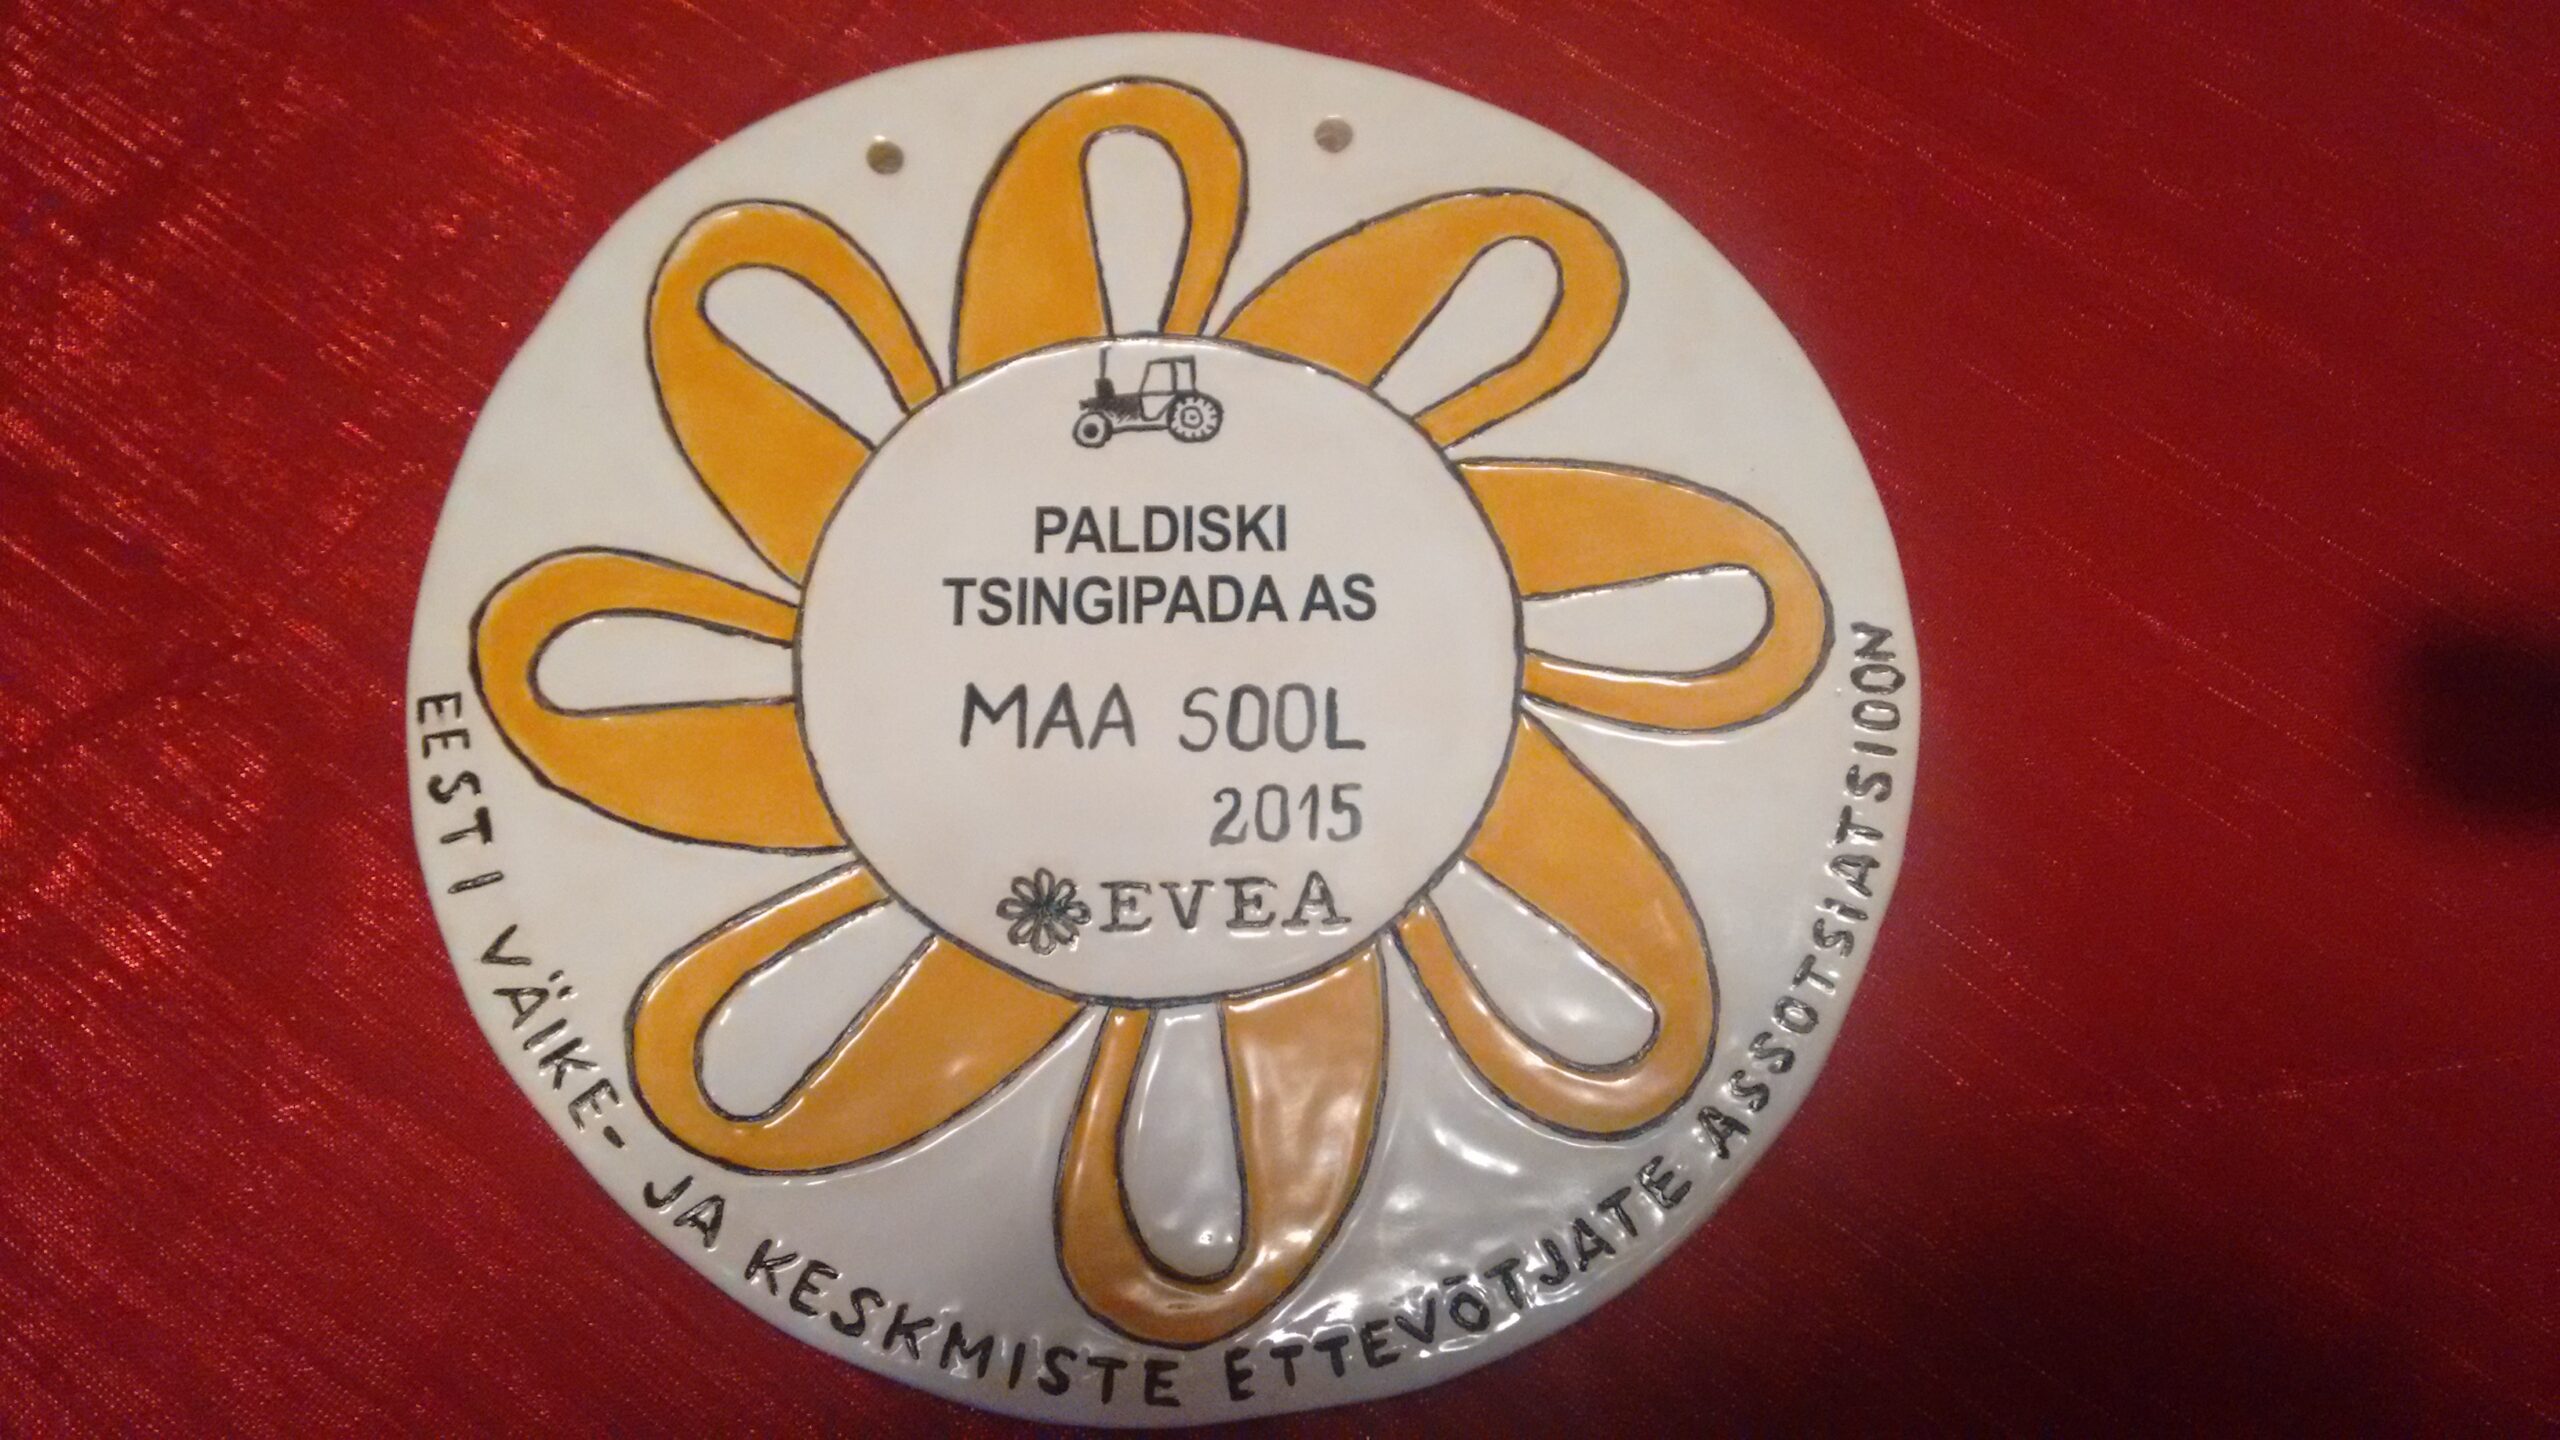 PALDISKI
TSINGIPADA AS
MAA SOOL
2015
EVEA
EESTI VÄIKE- JA KESKMISTE ETTEVÕTJATE ASSOTSIATSIOON